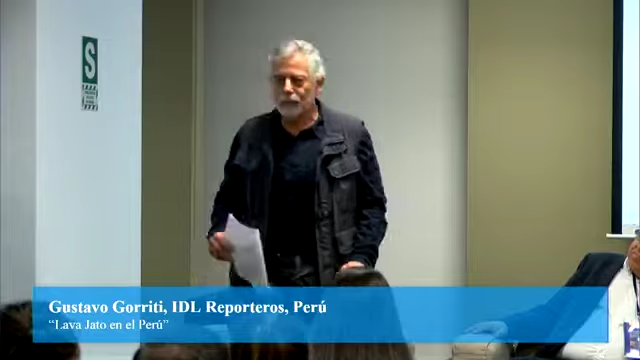 S
Gustavo Gorriti, IDL Reporteros, Perú
“Lava Jato en el Perú”